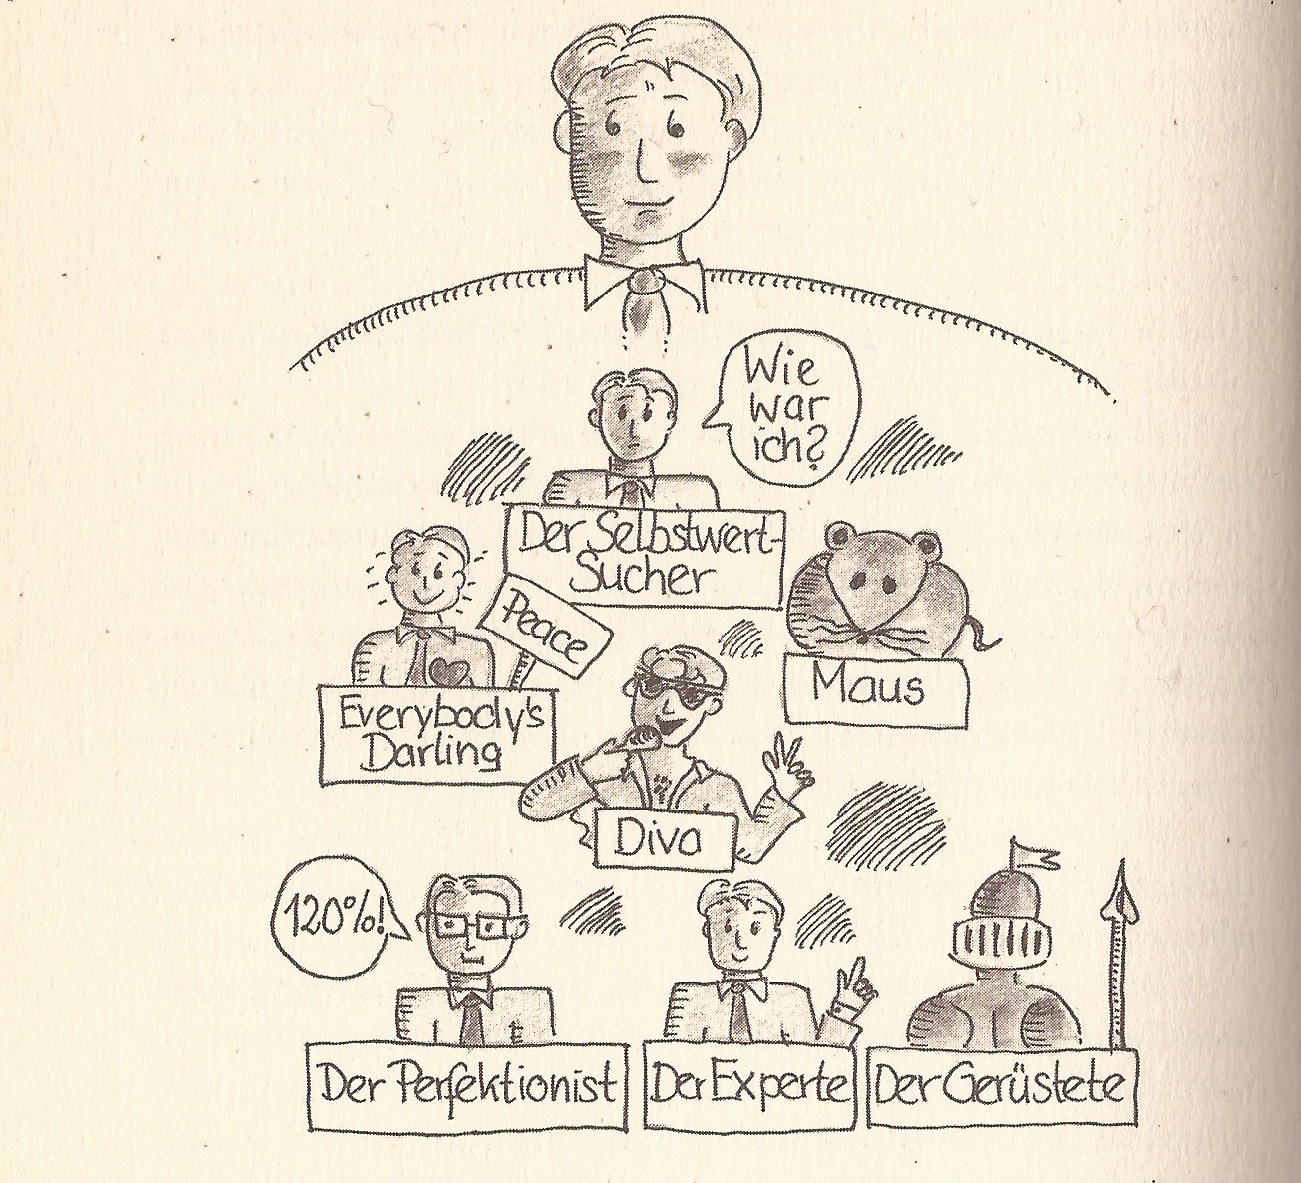 Wie
war
ich?
Der Selbstwert-
Sucher
Peace
Everybody's
Darling
Maus
Diva
120%!
Der Perfektionist
Der Experte
Der Gerüstete